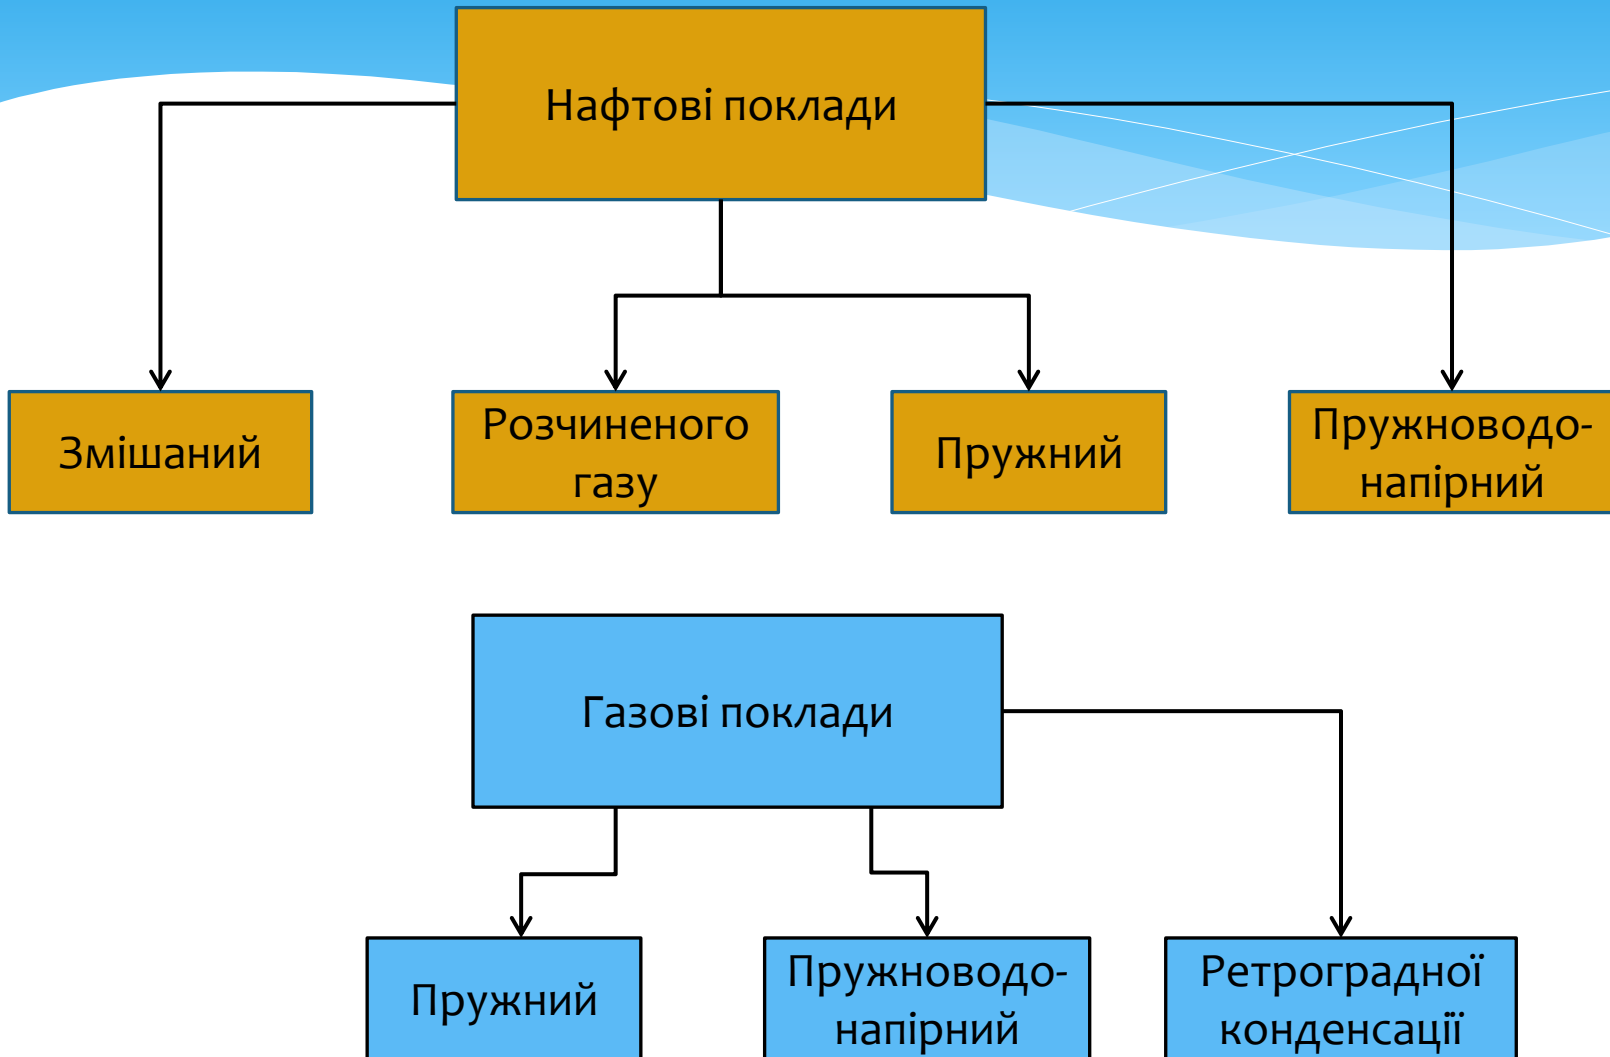 Нафтові поклади
Змішаний
Розчиненого
газу
Пружний
Пружноводо-
напірний
Газові поклади
Пружний
Пружноводо-
напірний
Ретроградної
конденсації